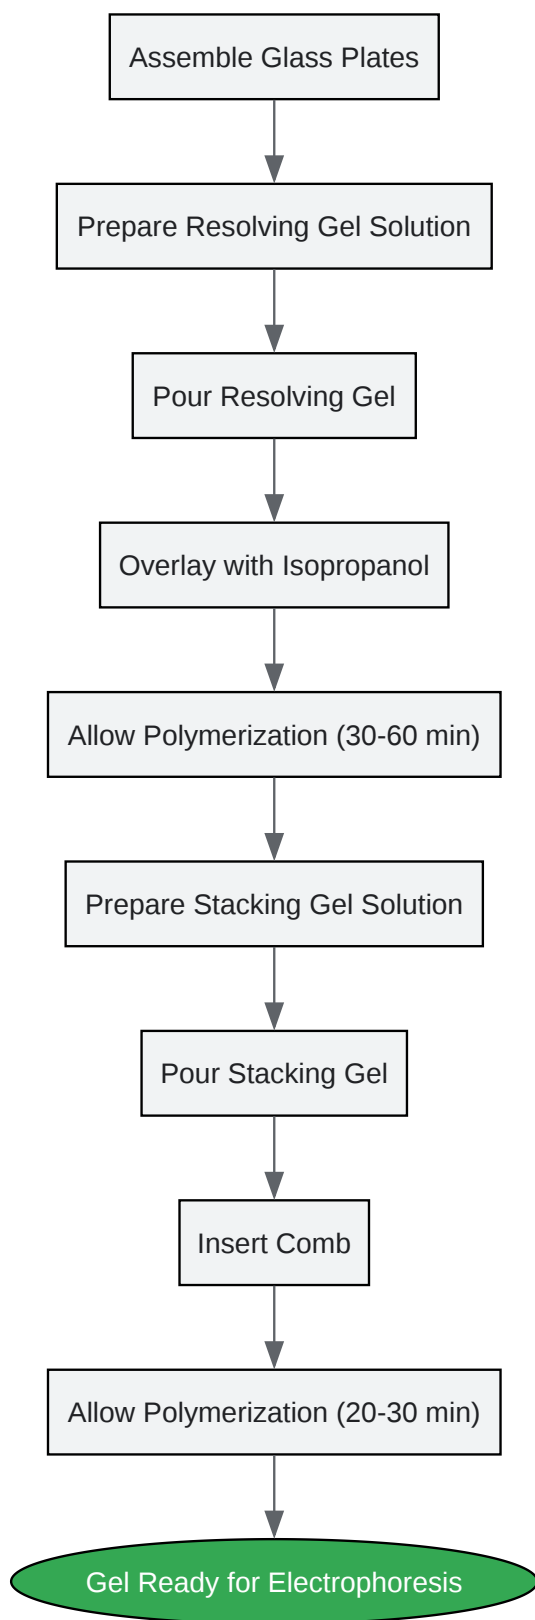 Assemble Glass Plates
Prepare Resolving Gel Solution
Pour Resolving Gel
Overlay with Isopropanol
Allow Polymerization (30-60 min)
Prepare Stacking Gel Solution
Pour Stacking Gel
Insert Comb
Allow Polymerization (20-30 min)
Gel Ready for Electrophoresis